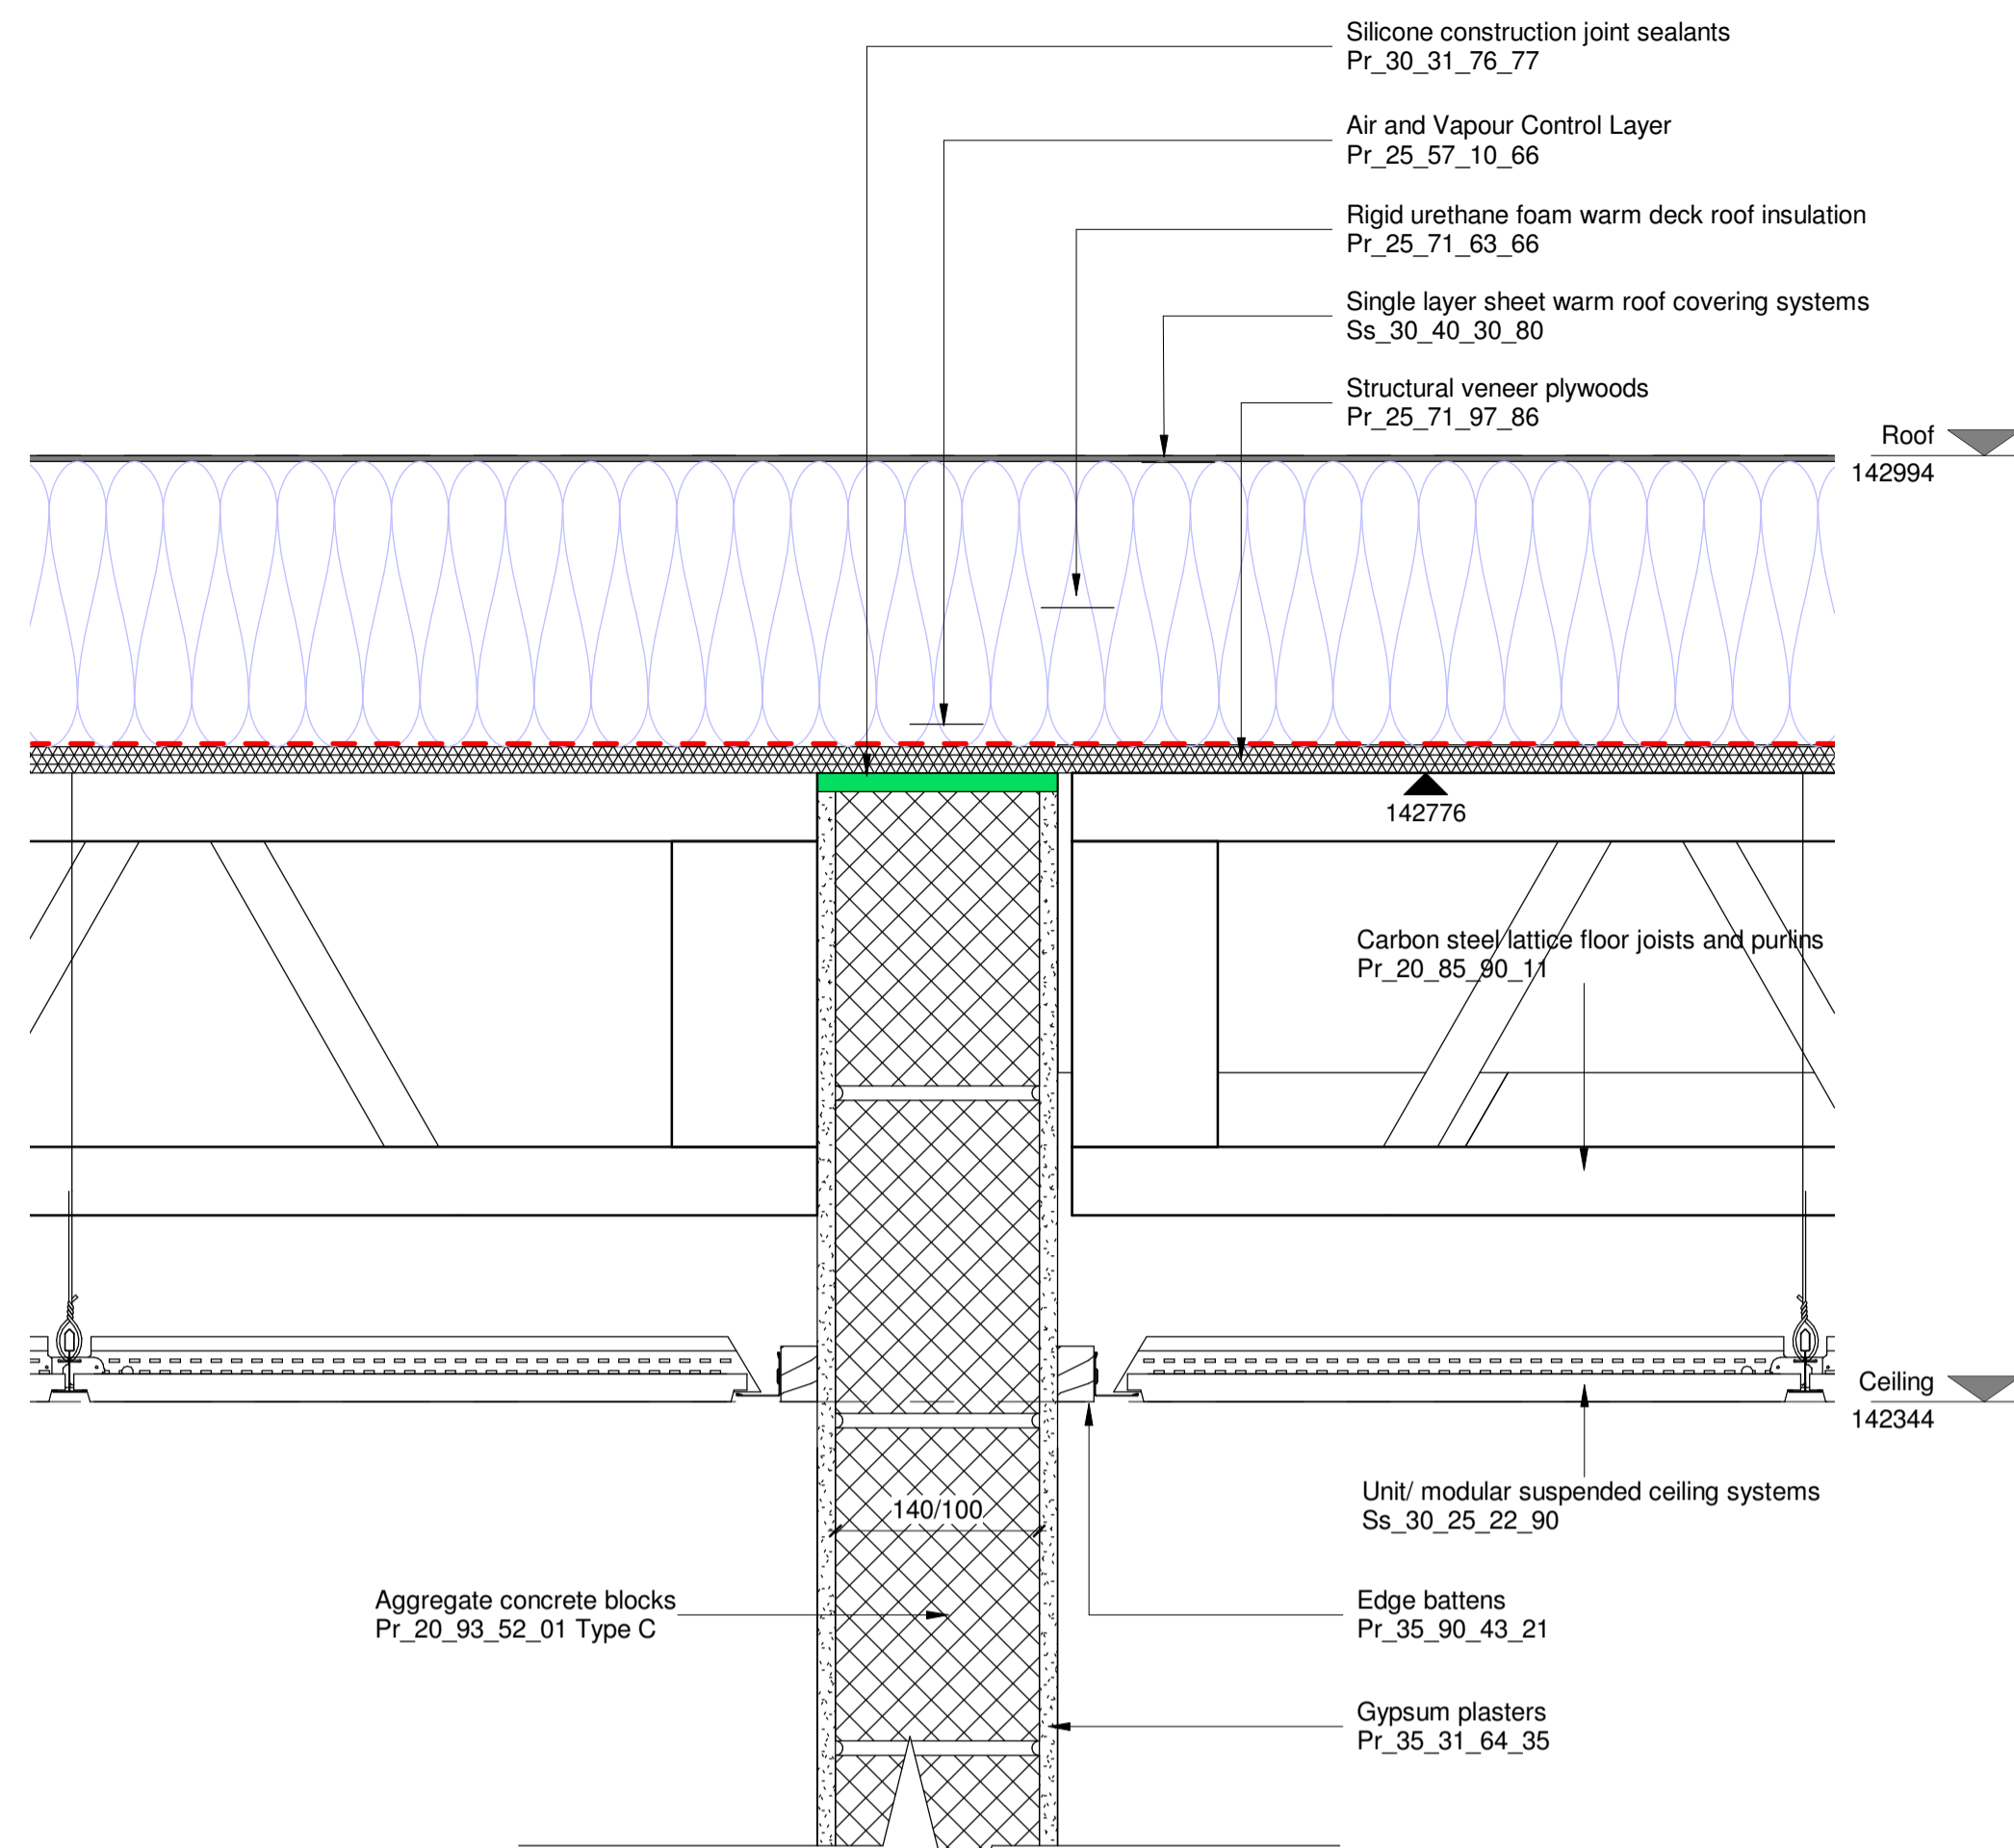 Silicone construction joint sealants
Pr_30_31_76_77
Air and Vapour Control Layer
Pr_25_57_10_66
Rigid urethane foam warm deck roof insulation
Pr_25_71_63_66
Single layer sheet warm roof covering systems
Ss_30_40_30_80
Structural veneer plywoods
Pr_25_71_97_86
Roof
142994
142776
Carbon steel lattice floor joists and purlins
Pr_20_85_90_11
Ceiling
142344
Unit/ modular suspended ceiling systems
Ss_30_25_22_90
140/100
Aggregate concrete blocks
Pr_20_93_52_01 Type C
Edge battens
Pr_35_90_43_21
Gypsum plasters
Pr_35_31_64_35